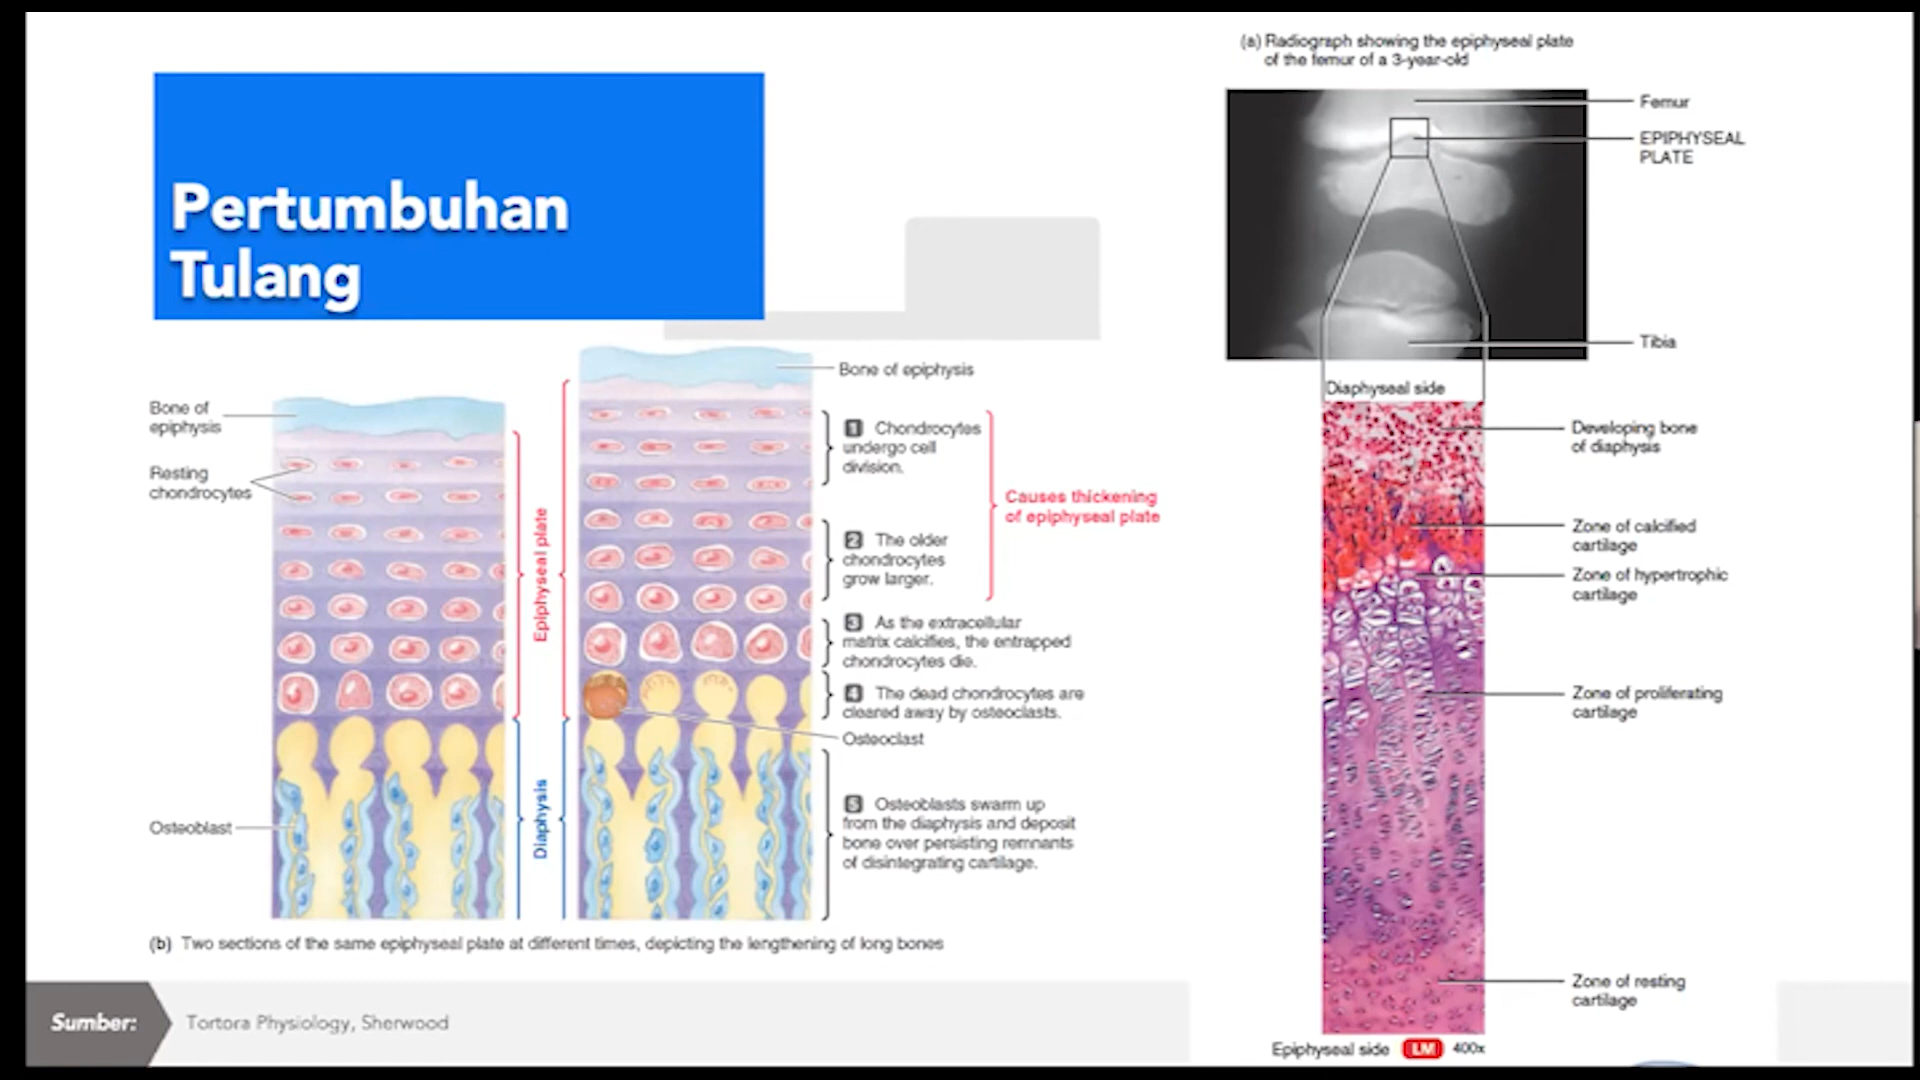 Pertumbuhan
Tulang
(a) Radiograph showing the epiphyseal plate
of the femur of a 3-year-old
Femur
EPIPHYSEAL
PLATE
Tibia
Diaphyseal side
Developing bone
of diaphysis
Zone of calcified
cartilage
Zone of hypertrophic
cartilage
Zone of proliferating
cartilage
Zone of resting
cartilage
Epiphyseal side LM 400x
Bone of
epiphysis
Resting
chondrocytes
Osteoblast
Epiphyseal plate
Diaphysis
Bone of epiphysis
1 Chondrocytes
undergo cell
division.
2 The older
chondrocytes
grow larger.
Causes thickening
of epiphyseal plate
3 As the extracellular
matrix calcifies, the entrapped
chondrocytes die.
4 The dead chondrocytes are
cleared away by osteoclasts.
Osteoclast
5 Osteoblasts swarm up
from the diaphysis and deposit
bone over persisting remnants
of disintegrating cartilage.
(b) Two sections of the same epiphyseal plate at different times, depicting the lengthening of long bones
Sumber:
Tortora Physiology, Sherwood